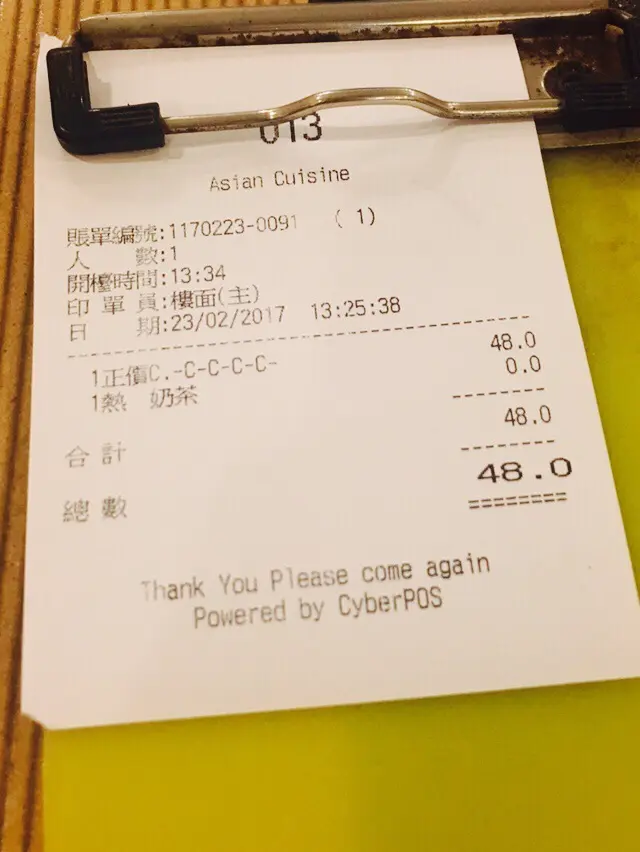 013
Asian Cuisine
賬單編號:1170223-0091 ( 1)
人 數:1
開檯時間:13:34
印 單 員:樓面(主)
日 期:23/02/2017 13:25:38
1正價C.-C-C-C-C- 48.0
1熱 奶茶 0.0
合 計 48.0
總 數 48.0
Thank You Please come again
Powered by CyberPOS